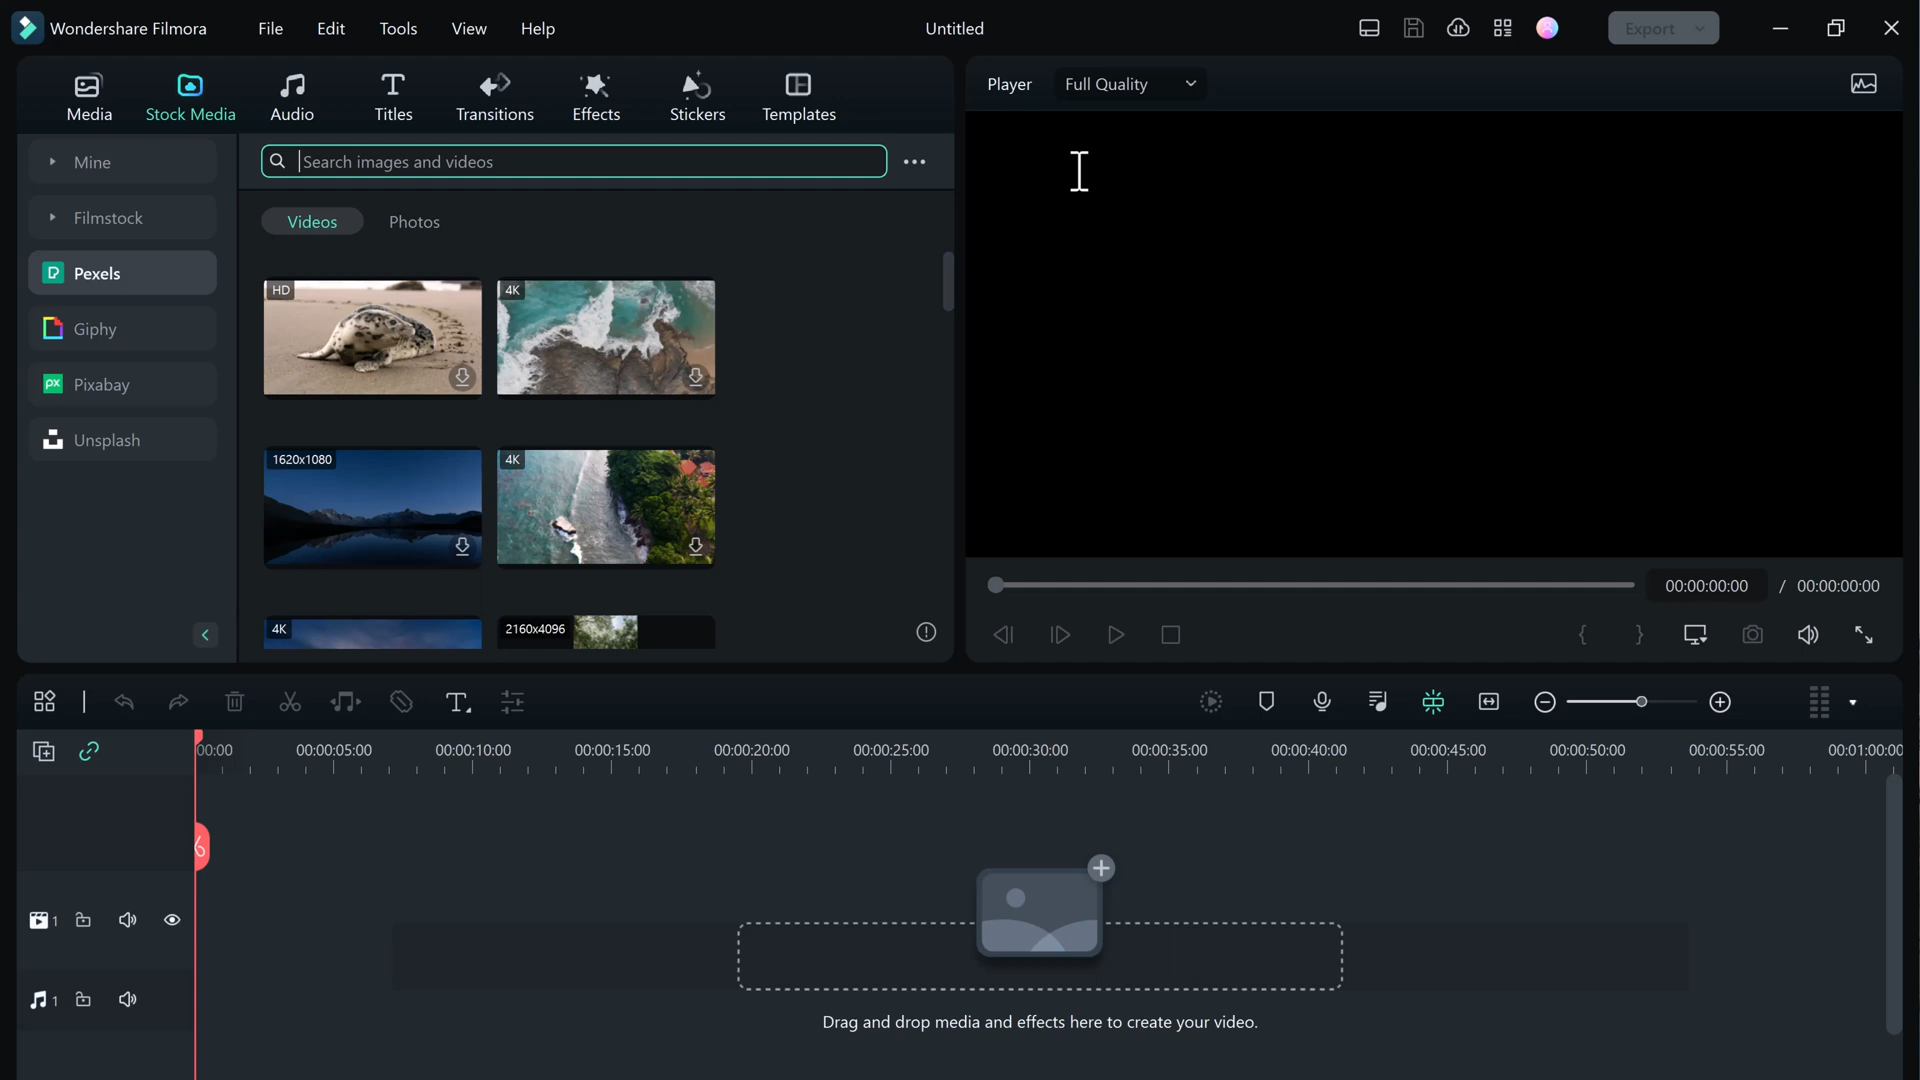 Wondershare Filmora File Edit Tools View Help Untitled Export
Media Stock Media Audio Titles Transitions Effects Stickers Templates
Player Full Quality
Mine
Filmstock
Pexels
Giphy
Pixabay
Unsplash
Search images and videos
Videos Photos
HD 4K
1620x1080 4K
4K 2160x4096
00:00:00:00 / 00:00:00:00
00:00 00:00:05:00 00:00:10:00 00:00:15:00 00:00:20:00 00:00:25:00 00:00:30:00 00:00:35:00 00:00:40:00 00:00:45:00 00:00:50:00 00:00:55:00 00:01:00:00
1
1
Drag and drop media and effects here to create your video.